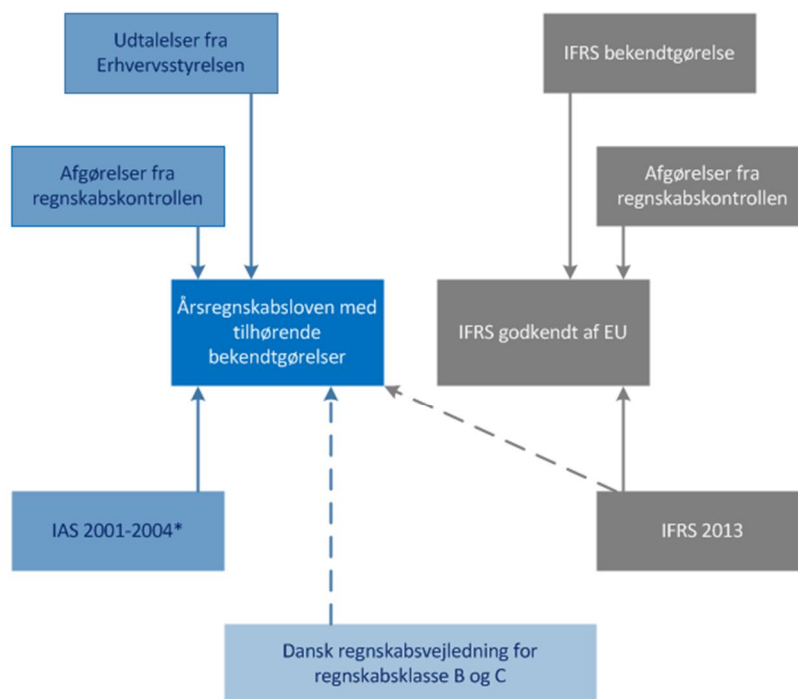 Udtalelser fra
Erhvervsstyrelsen
IFRS bekendtgørelse
Afgørelser fra
regnskabskontrollen
Afgørelser fra
regnskabskontrollen
Årsregnskabsloven med
tilhørende
bekendtgørelser
IFRS godkendt af EU
IAS 2001-2004*
IFRS 2013
Dansk regnskabsvejledning for
regnskabsklasse B og C